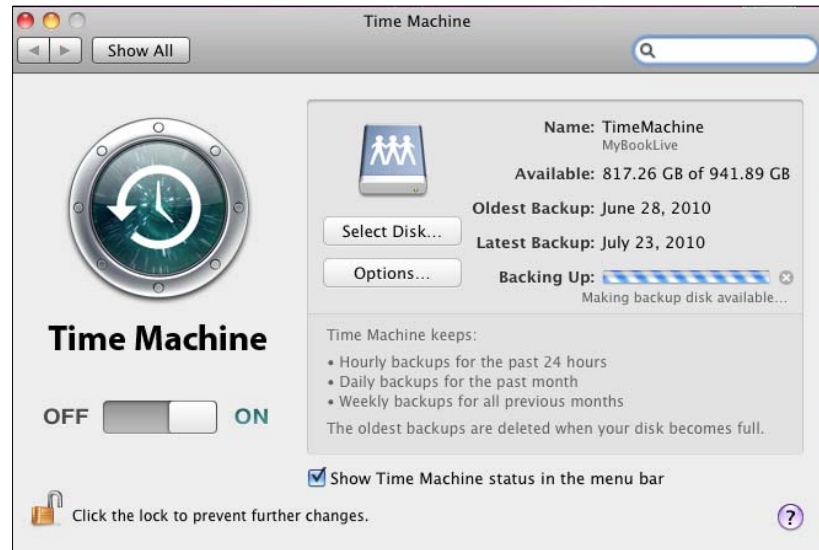 Time Machine
Show All
Name: TimeMachine
MyBookLive
Available: 817.26 GB of 941.89 GB
Oldest Backup: June 28, 2010
Select Disk...
Latest Backup: July 23, 2010
Options...
Backing Up:
Making backup disk available...
Time Machine
Time Machine keeps:
• Hourly backups for the past 24 hours
• Daily backups for the past month
• Weekly backups for all previous months
The oldest backups are deleted when your disk becomes full.
OFF ON
Show Time Machine status in the menu bar
Click the lock to prevent further changes.
?